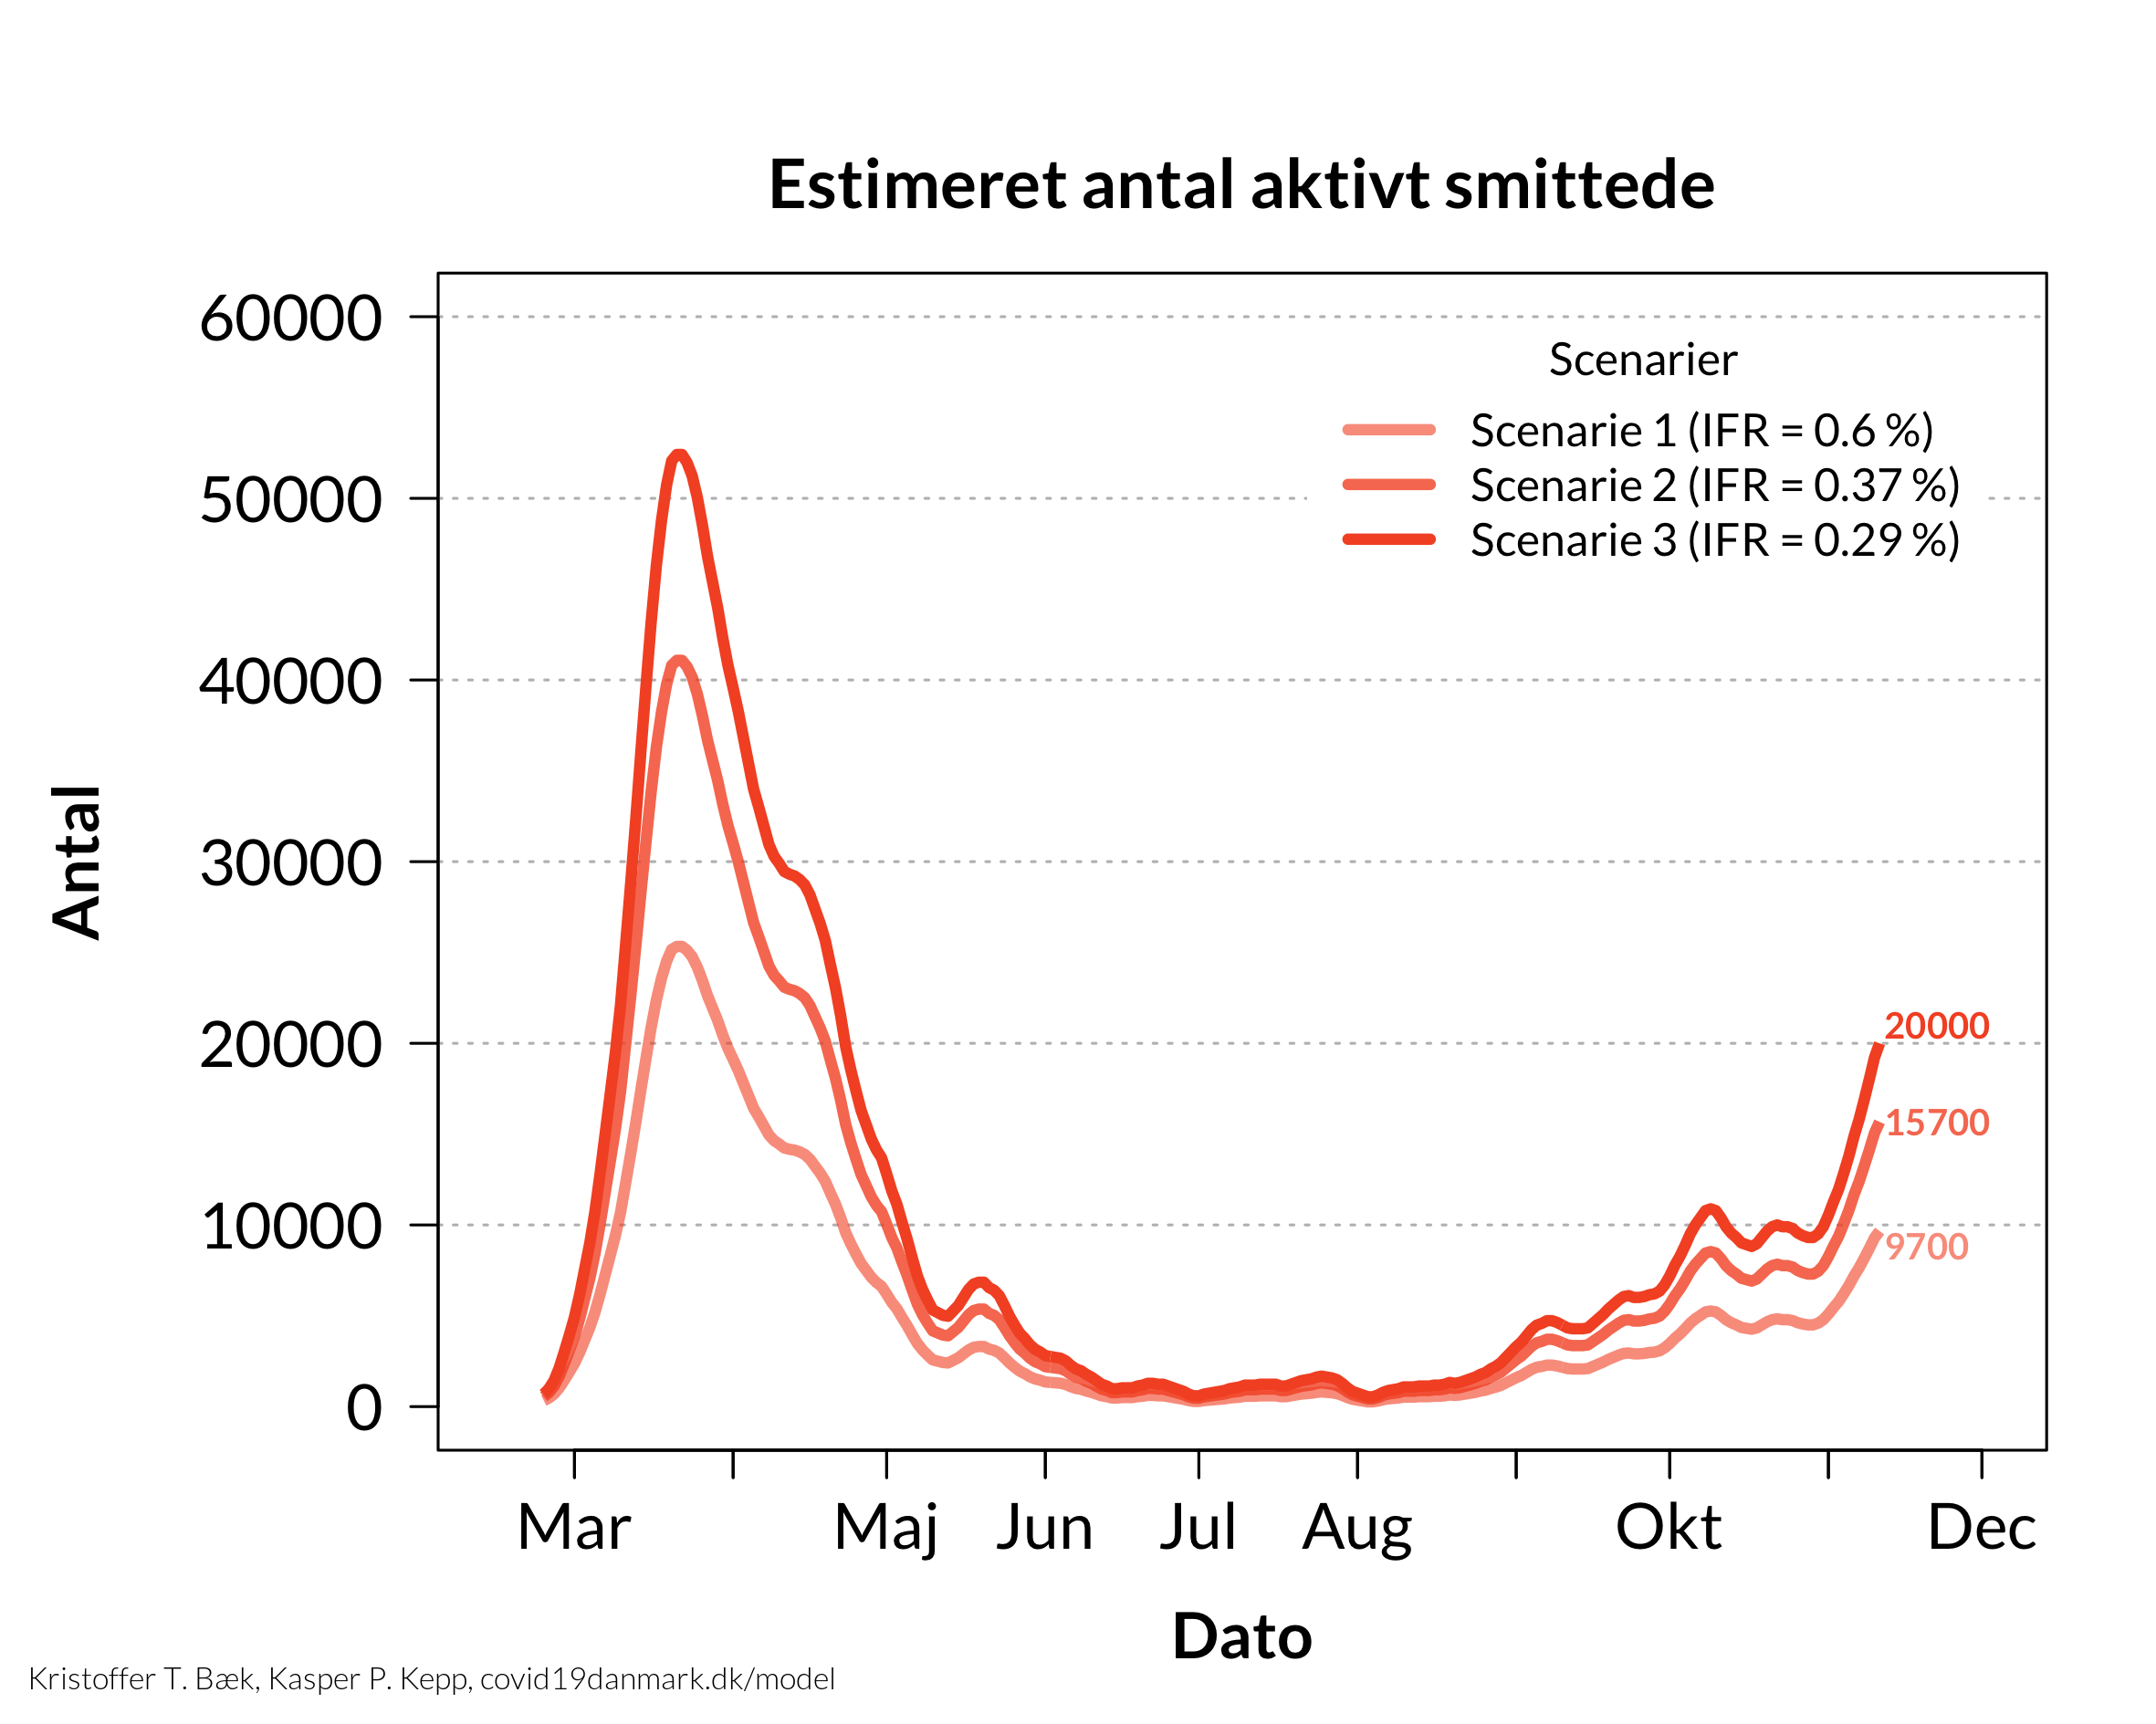 Estimeret antal aktivt smittede
60000
50000
40000
30000
20000
10000
0
Antal
Scenarier
Scenarie 1 (IFR = 0.6 %)
Scenarie 2 (IFR = 0.37 %)
Scenarie 3 (IFR = 0.29 %)
20000
15700
9700
Mar Maj Jun Jul Aug Okt Dec
Dato
Kristoffer T. Bæk, Kasper P. Kepp, covid19danmark.dk/model